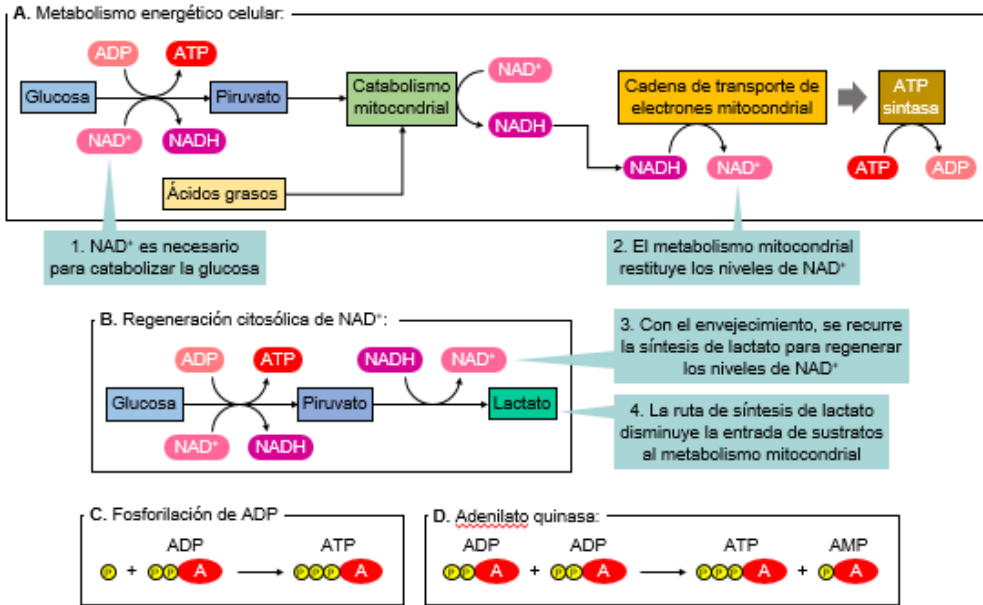 A. Metabolismo energético celular:
ADP
ATP
Glucosa
Piruvato
NAD⁺
NADH
Catabolismo
mitocondrial
NAD⁺
NADH
Cadena de transporte de
electrones mitocondrial
ATP
sintasa
NADH
NAD⁺
ATP
ADP
Ácidos grasos
1. NAD⁺ es necesario
para catabolizar la glucosa
2. El metabolismo mitocondrial
restituye los niveles de NAD⁺
B. Regeneración citosólica de NAD⁺:
ADP
ATP
NADH
NAD⁺
Glucosa
Piruvato
Lactato
NAD⁺
NADH
3. Con el envejecimiento, se recurre
la síntesis de lactato para regenerar
los niveles de NAD⁺
4. La ruta de síntesis de lactato
disminuye la entrada de sustratos
al metabolismo mitocondrial
C. Fosforilación de ADP
ADP
ATP
P + P P A P P P A
D. Adenilato quinasa:
ADP
ADP
ATP
AMP
P P A + P P A P P P A + P A